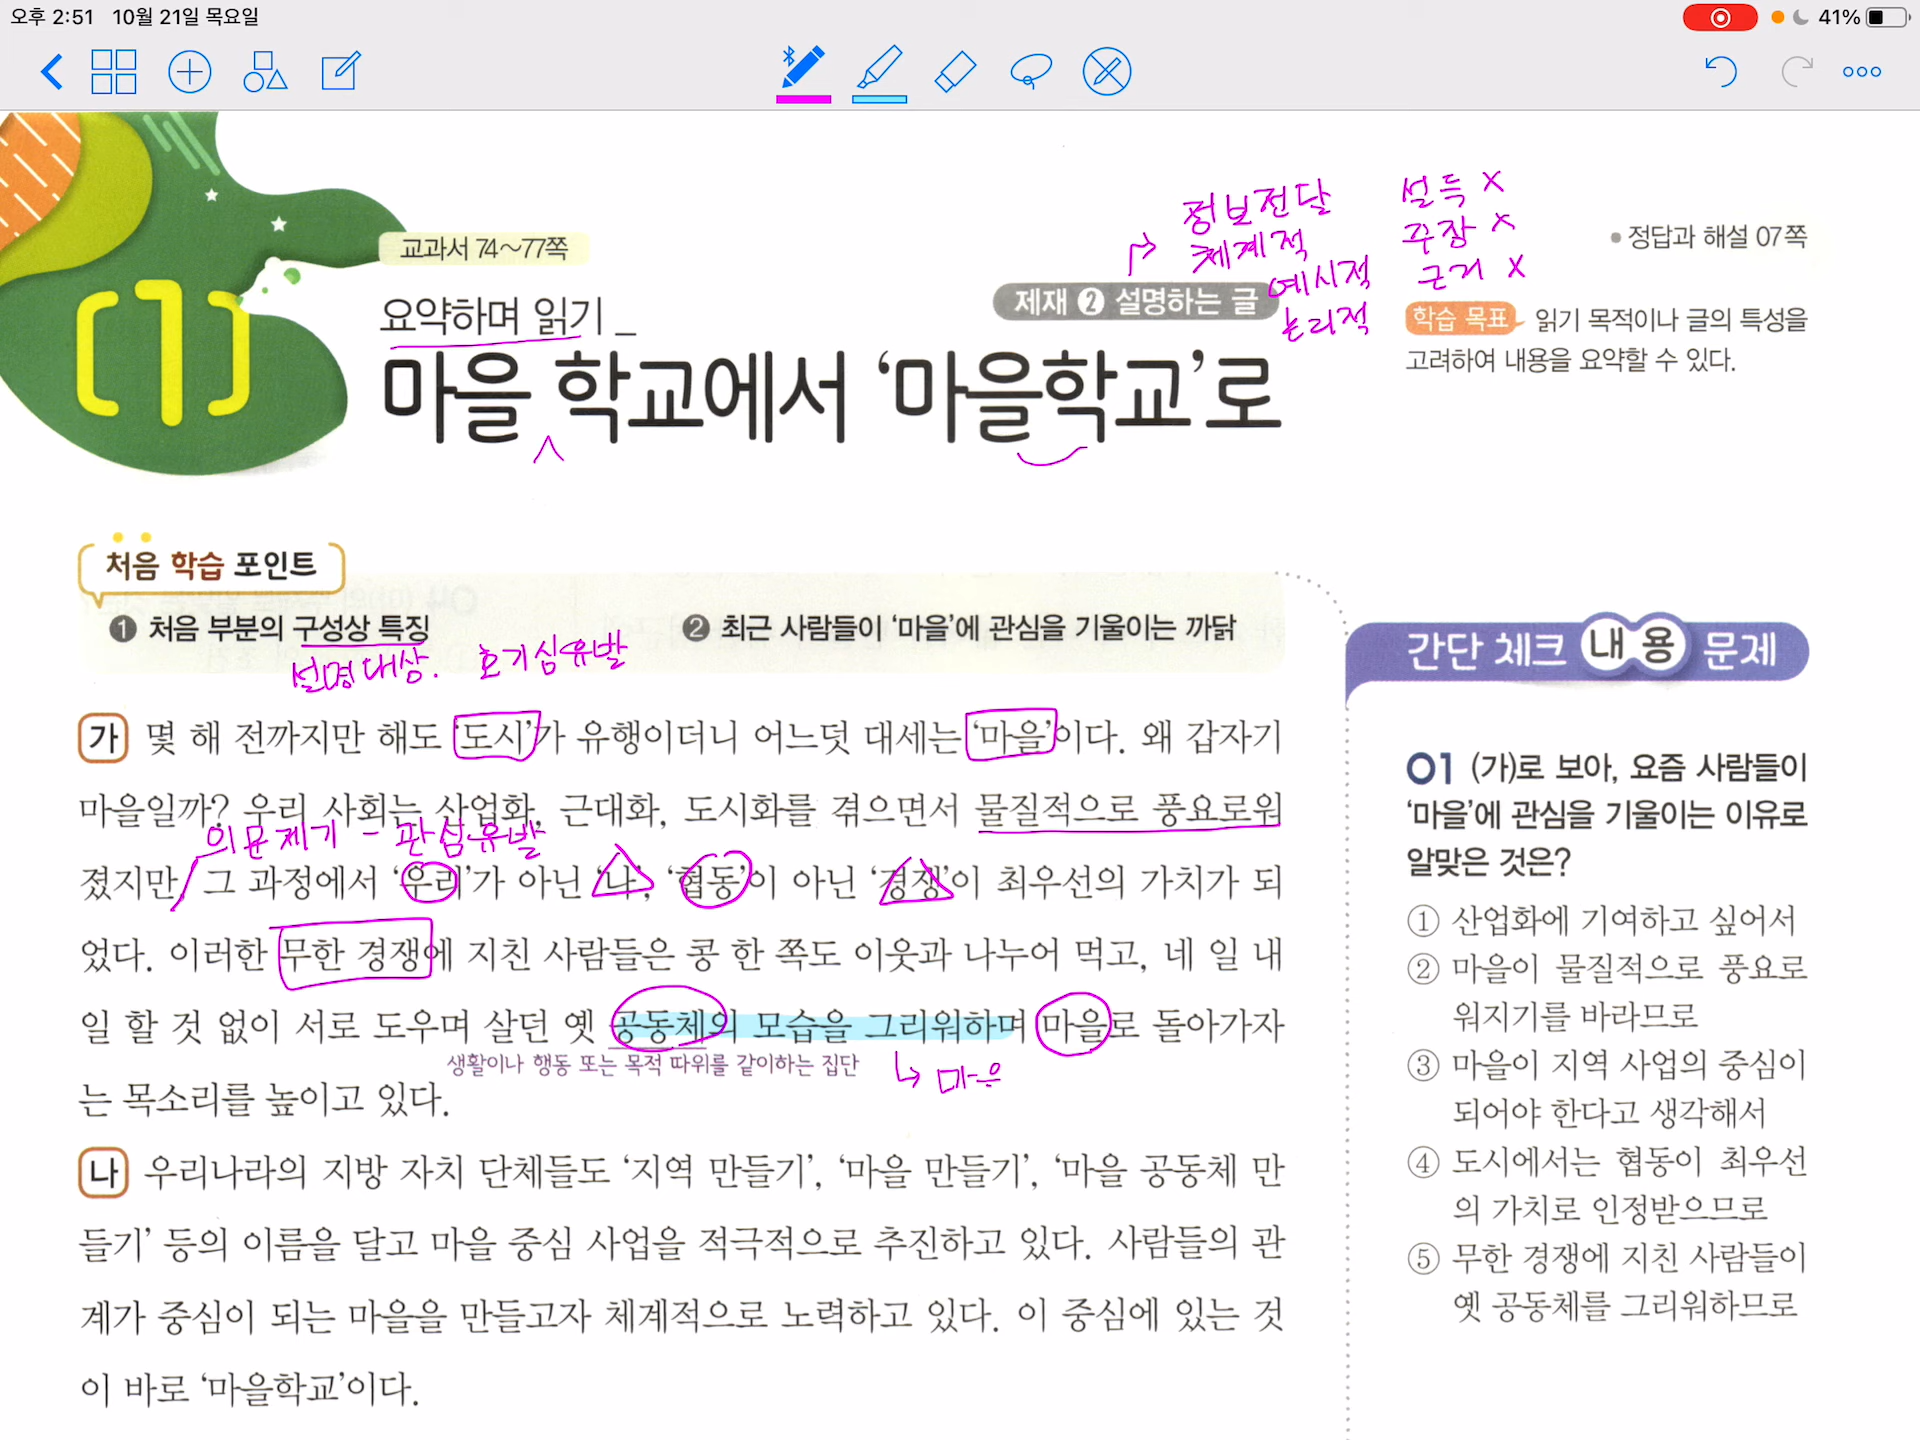 오후 2:51 10월 21일 목요일
41%
정보전달 설득 X
체계적 주장 X
예시적 근거 X
논리적
교과서 74~77쪽
정답과 해설 07쪽
(1)
요약하며 읽기 _
제재 ❷ 설명하는 글
마을 학교에서 ‘마을학교’로
학습 목표 읽기 목적이나 글의 특성을
고려하여 내용을 요약할 수 있다.
처음 학습 포인트
❶ 처음 부분의 구성상 특징
❷ 최근 사람들이 ‘마을’에 관심을 기울이는 까닭
설명대상. 호기심유발
가 몇 해 전까지만 해도 ‘도시’가 유행이더니 어느덧 대세는 ‘마을’이다. 왜 갑자기
마을일까? 우리 사회는 산업화, 근대화, 도시화를 겪으면서 물질적으로 풍요로워
의문제기 - 관심유발
졌지만, 그 과정에서 ‘우리’가 아닌 ‘나’, ‘협동’이 아닌 ‘경쟁’이 최우선의 가치가 되
었다. 이러한 무한 경쟁에 지친 사람들은 콩 한 쪽도 이웃과 나누어 먹고, 네 일 내
일 할 것 없이 서로 도우며 살던 옛 공동체의 모습을 그리워하며 마을로 돌아가자
생활이나 행동 또는 목적 따위를 같이하는 집단
마을
는 목소리를 높이고 있다.
나 우리나라의 지방 자치 단체들도 ‘지역 만들기’, ‘마을 만들기’, ‘마을 공동체 만
들기’ 등의 이름을 달고 마을 중심 사업을 적극적으로 추진하고 있다. 사람들의 관
계가 중심이 되는 마을을 만들고자 체계적으로 노력하고 있다. 이 중심에 있는 것
이 바로 ‘마을학교’이다.
간단 체크 내용 문제
01 (가)로 보아, 요즘 사람들이
‘마을’에 관심을 기울이는 이유로
알맞은 것은?
① 산업화에 기여하고 싶어서
② 마을이 물질적으로 풍요로
워지기를 바라므로
③ 마을이 지역 사업의 중심이
되어야 한다고 생각해서
④ 도시에서는 협동이 최우선
의 가치로 인정받으므로
⑤ 무한 경쟁에 지친 사람들이
옛 공동체를 그리워하므로